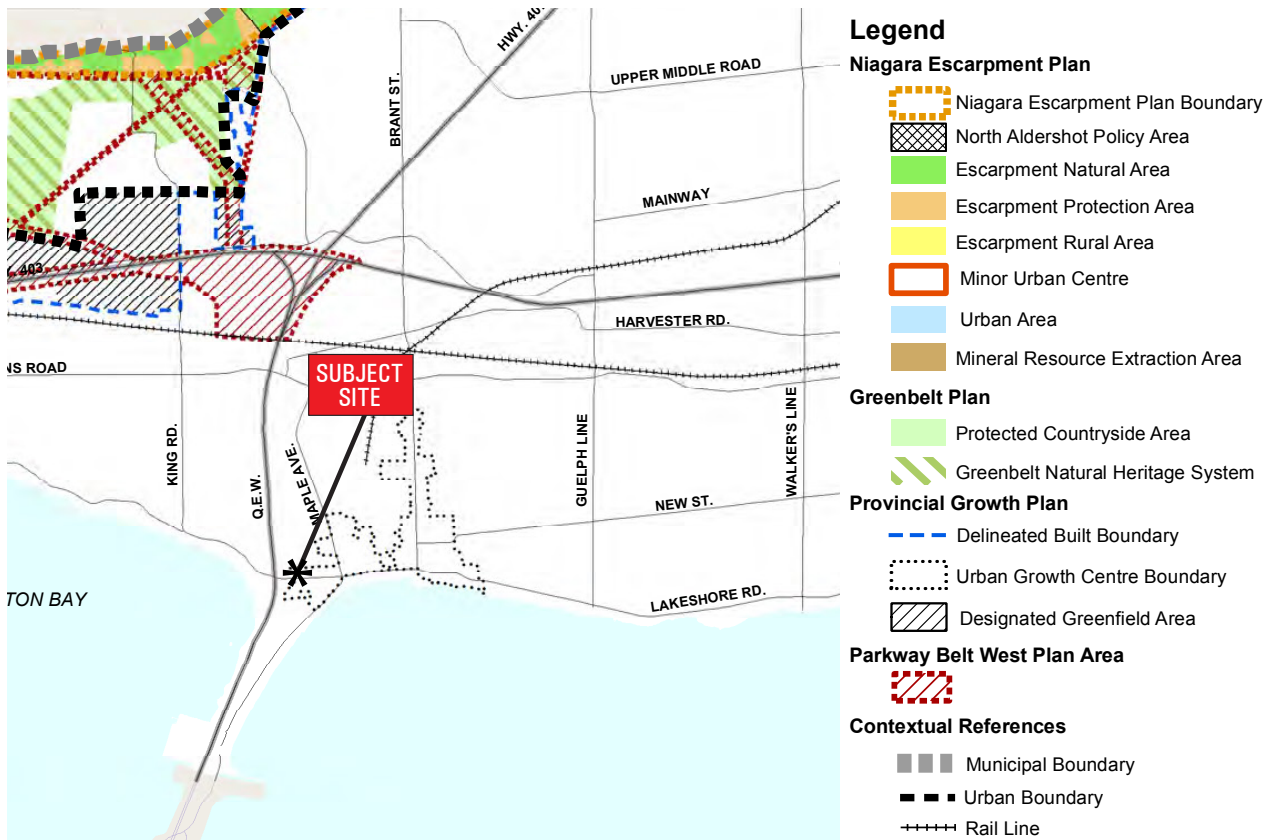 HWY. 40
UPPER MIDDLE ROAD
BRANT ST.
MAINWAY
403
HARVESTER RD.
NS ROAD
SUBJECT
SITE
KING RD.
Q.E.W.
MAPLE AVE.
GUELPH LINE
WALKER'S LINE
NEW ST.
TON BAY
LAKESHORE RD.
Legend
Niagara Escarpment Plan
Niagara Escarpment Plan Boundary
North Aldershot Policy Area
Escarpment Natural Area
Escarpment Protection Area
Escarpment Rural Area
Minor Urban Centre
Urban Area
Mineral Resource Extraction Area
Greenbelt Plan
Protected Countryside Area
Greenbelt Natural Heritage System
Provincial Growth Plan
Delineated Built Boundary
Urban Growth Centre Boundary
Designated Greenfield Area
Parkway Belt West Plan Area
Contextual References
Municipal Boundary
Urban Boundary
Rail Line